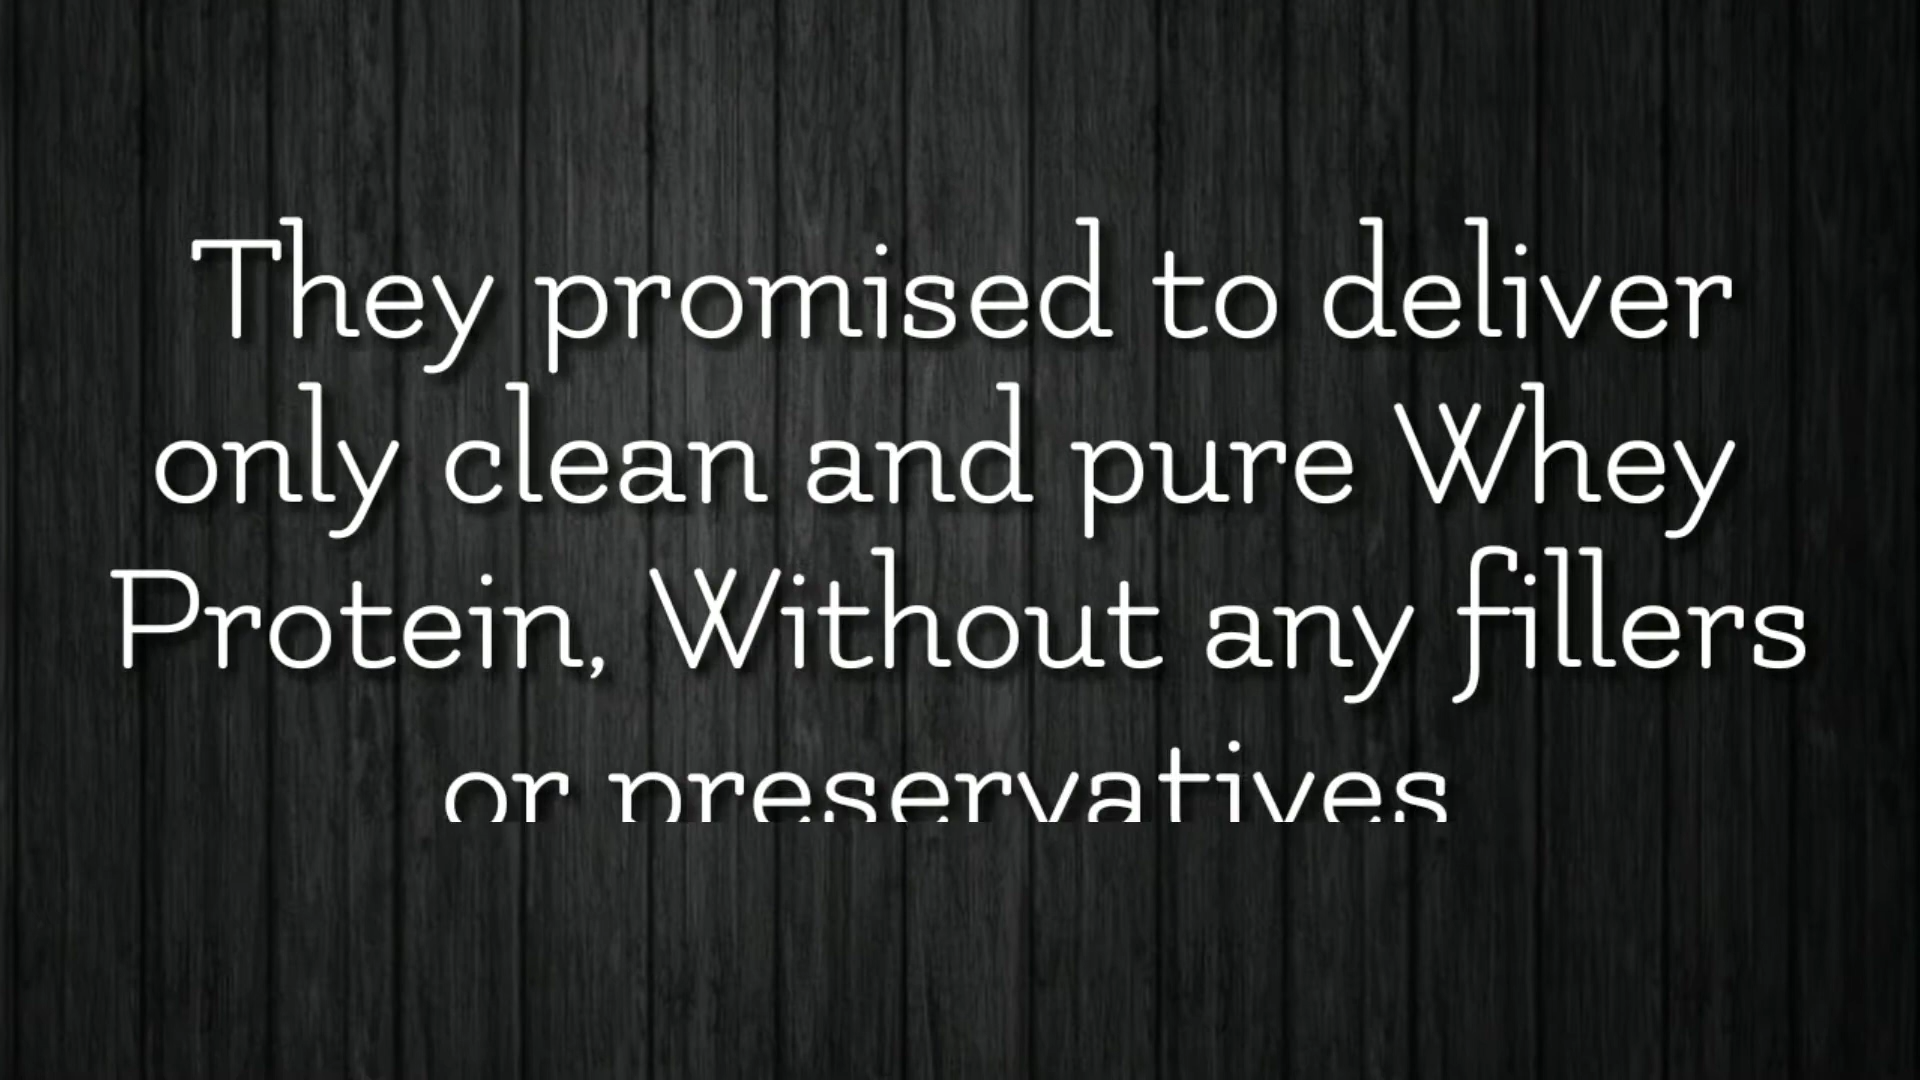 They promised to deliver
only clean and pure Whey
Protein, Without any fillers
or preservatives